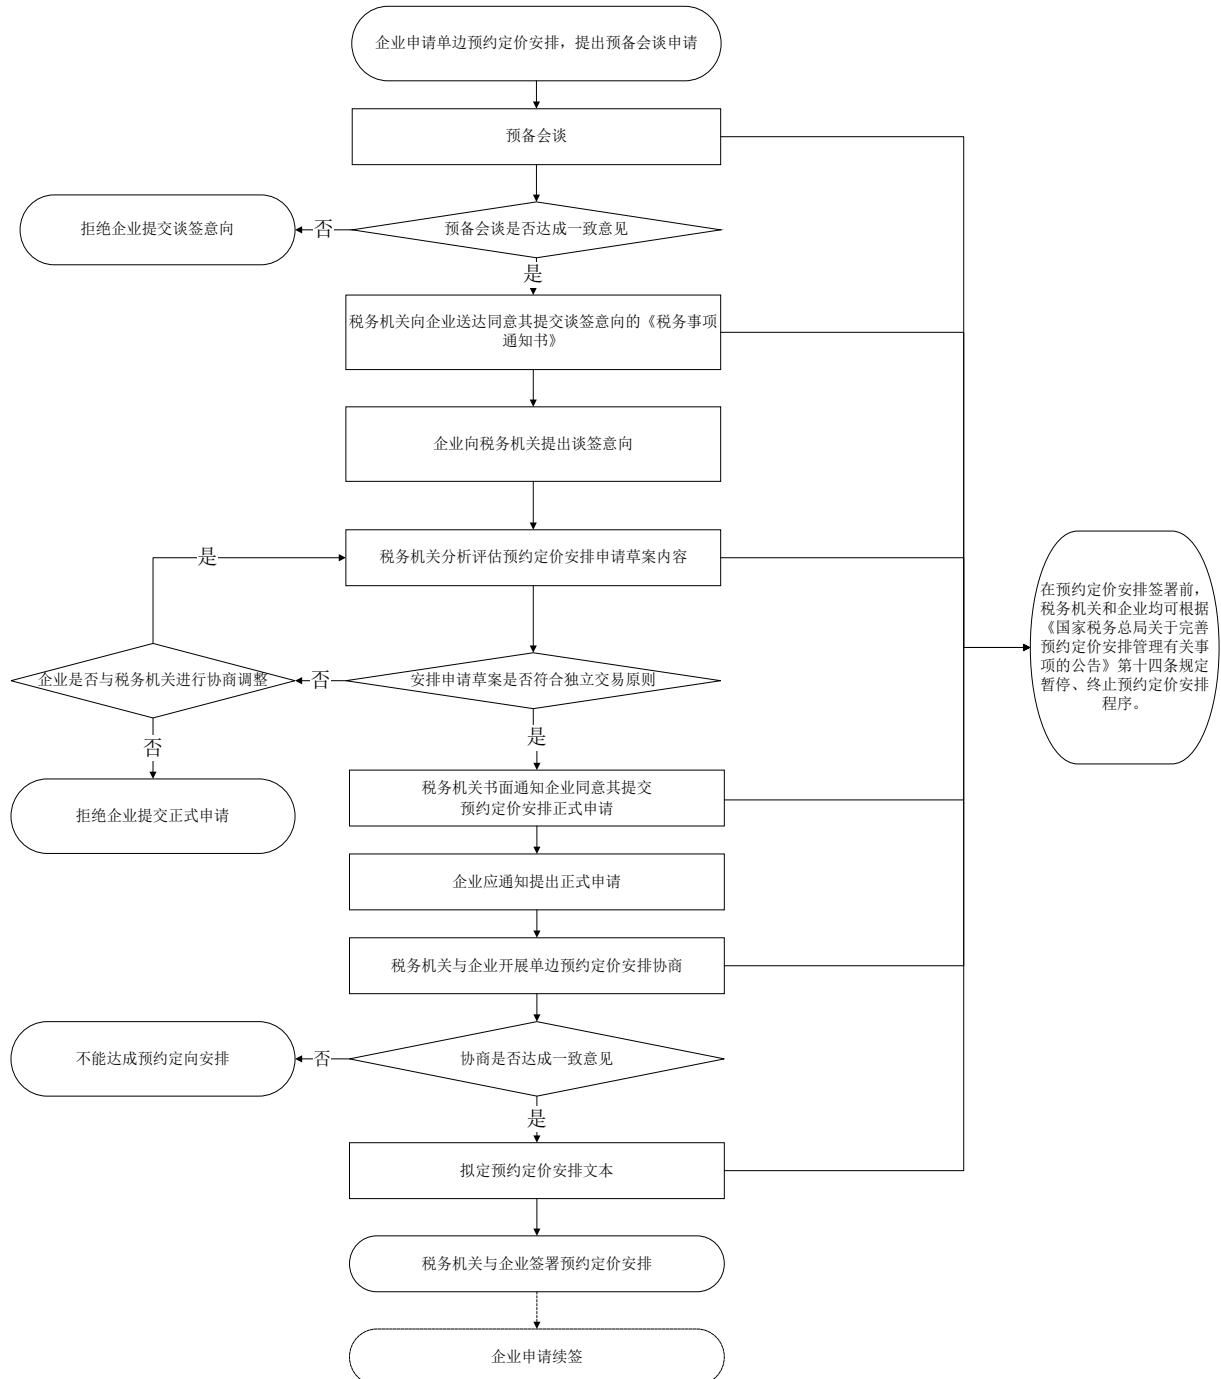 企业申请单边预约定价安排，提出预备会谈申请
预备会谈
拒绝企业提交谈签意向
否
预备会谈是否达成一致意见
是
税务机关向企业送达同意其提交谈签意向的《税务事项
通知书》
企业向税务机关提出谈签意向
是
税务机关分析评估预约定价安排申请草案内容
在预约定价安排签署前，
税务机关和企业均可根据
《国家税务总局关于完善
预约定价安排管理有关事
项的公告》第十四条规定
暂停、终止预约定价安排
程序。
企业是否与税务机关进行协商调整
否
安排申请草案是否符合独立交易原则
否
是
拒绝企业提交正式申请
税务机关书面通知企业同意其提交
预约定价安排正式申请
企业应通知提出正式申请
税务机关与企业开展单边预约定价安排协商
不能达成预约定向安排
否
协商是否达成一致意见
是
拟定预约定价安排文本
税务机关与企业签署预约定价安排
企业申请续签